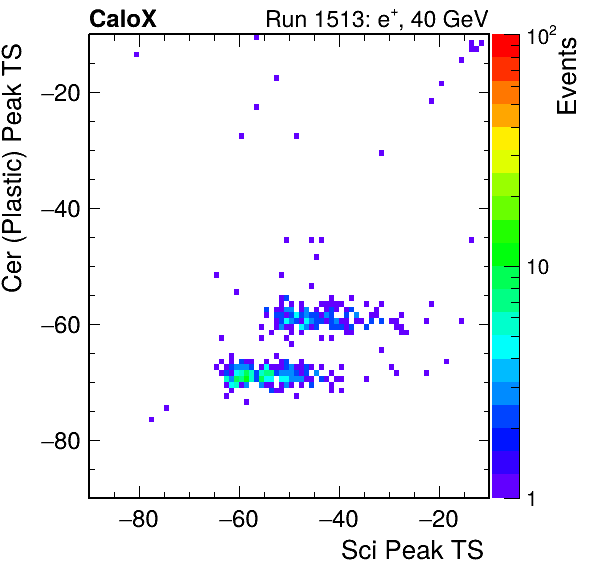 CaloX Run 1513: e+, 40 GeV
Cer (Plastic) Peak TS
−20
−40
−60
−80
−80 −60 −40 −20
Sci Peak TS
10²
10
1
Events